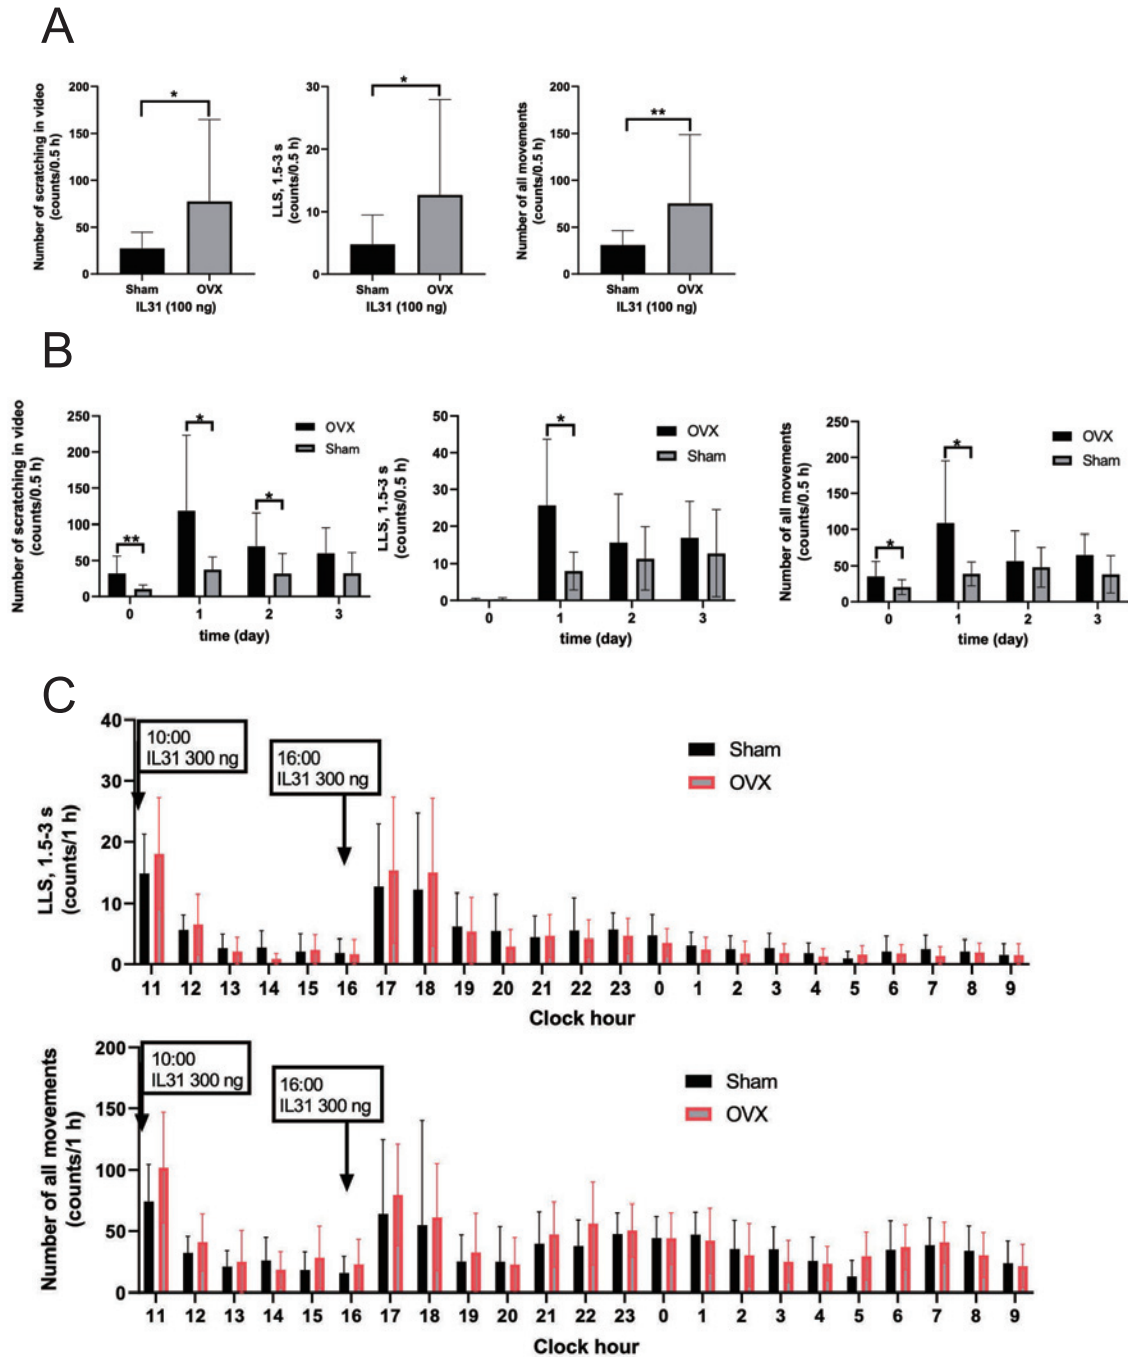 A
Number of scratching in video
(counts/0.5 h)
200
150
100
50
0
*
Sham
OVX
IL31 (100 ng)
LLS, 1.5-3 s
(counts/0.5 h)
30
20
10
0
*
Sham
OVX
IL31 (100 ng)
Number of all movements
(counts/0.5 h)
200
150
100
50
0
**
Sham
OVX
IL31 (100 ng)
B
Number of scratching in video
(counts/0.5 h)
250
200
150
100
50
0
**
*
*
OVX
Sham
0 1 2 3
time (day)
LLS, 1.5-3 s
(counts/0.5 h)
50
40
30
20
10
0
*
OVX
Sham
0 1 2 3
time (day)
Number of all movements
(counts/0.5 h)
250
200
150
100
50
0
*
*
OVX
Sham
0 1 2 3
time (day)
C
LLS, 1.5-3 s
(counts/1 h)
40
30
20
10
0
10:00
IL31 300 ng
16:00
IL31 300 ng
Sham
OVX
11 12 13 14 15 16 17 18 19 20 21 22 23 0 1 2 3 4 5 6 7 8 9
Clock hour
Number of all movements
(counts/1 h)
200
150
100
50
0
10:00
IL31 300 ng
16:00
IL31 300 ng
Sham
OVX
11 12 13 14 15 16 17 18 19 20 21 22 23 0 1 2 3 4 5 6 7 8 9
Clock hour